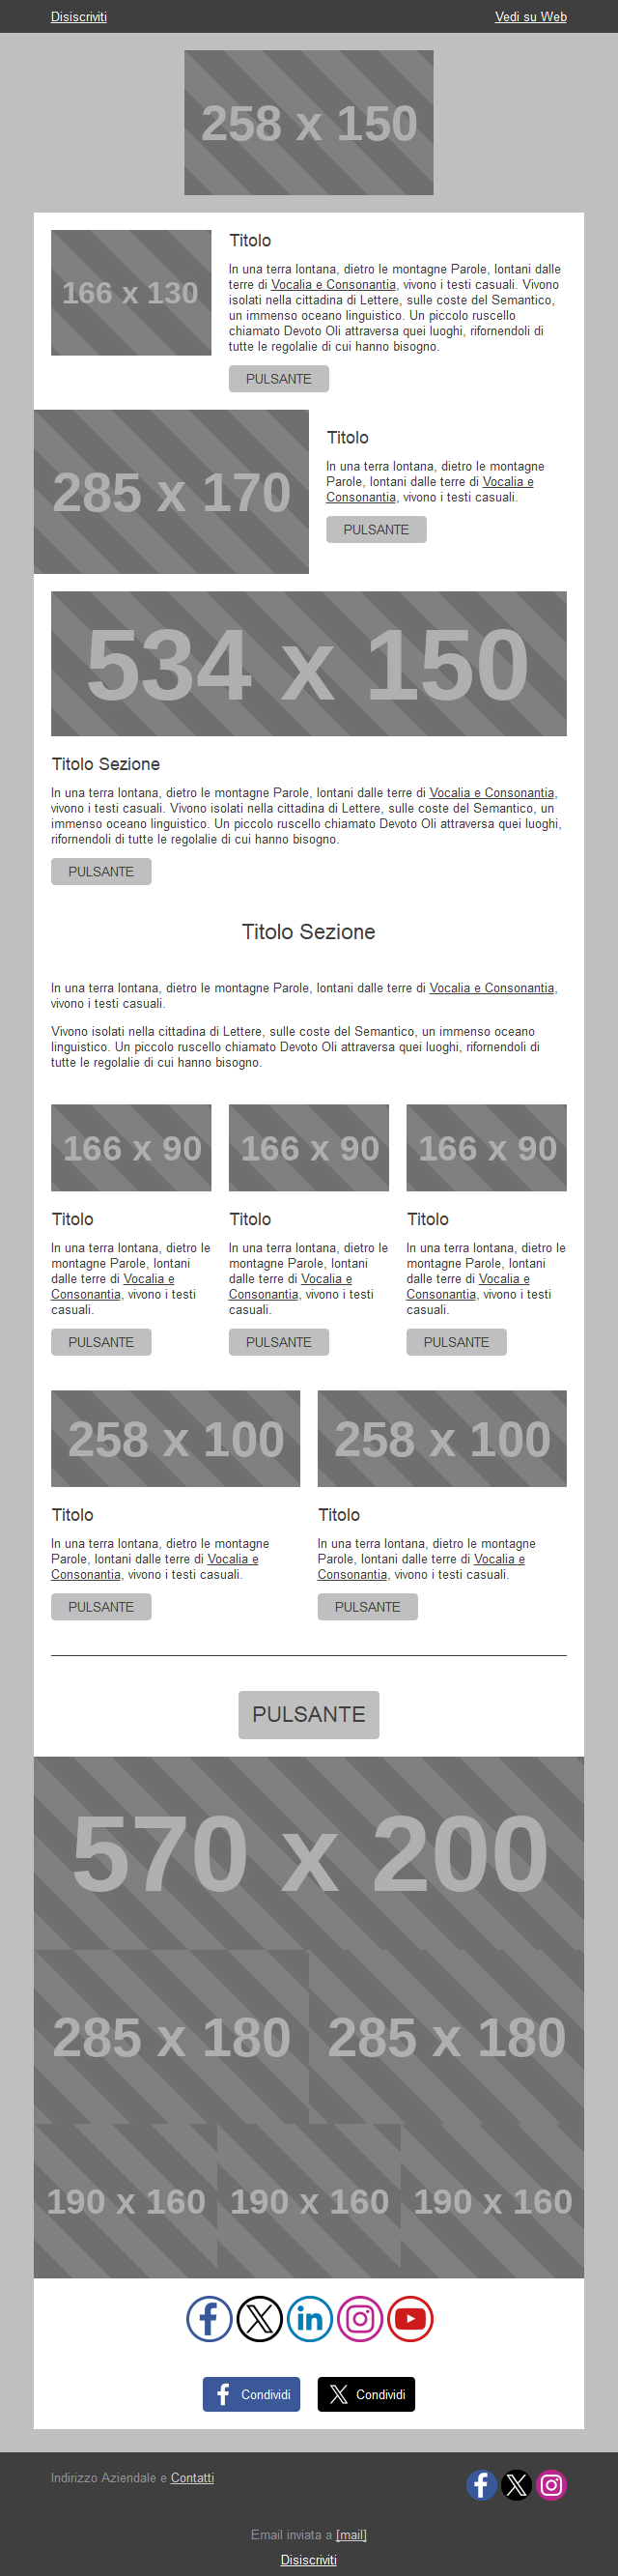 Disiscriviti
Vedi su Web
258 x 150
166 x 130
Titolo
In una terra lontana, dietro le montagne Parole, lontani dalle
terre di Vocalia e Consonantia, vivono i testi casuali. Vivono
isolati nella cittadina di Lettere, sulle coste del Semantico,
un immenso oceano linguistico. Un piccolo ruscello
chiamato Devoto Oli attraversa quei luoghi, rifornendoli di
tutte le regolalie di cui hanno bisogno.
PULSANTE
285 x 170
Titolo
In una terra lontana, dietro le montagne
Parole, lontani dalle terre di Vocalia e
Consonantia, vivono i testi casuali.
PULSANTE
534 x 150
Titolo Sezione
In una terra lontana, dietro le montagne Parole, lontani dalle terre di Vocalia e Consonantia,
vivono i testi casuali. Vivono isolati nella cittadina di Lettere, sulle coste del Semantico, un
immenso oceano linguistico. Un piccolo ruscello chiamato Devoto Oli attraversa quei luoghi,
rifornendoli di tutte le regolalie di cui hanno bisogno.
PULSANTE
Titolo Sezione
In una terra lontana, dietro le montagne Parole, lontani dalle terre di Vocalia e Consonantia,
vivono i testi casuali.
Vivono isolati nella cittadina di Lettere, sulle coste del Semantico, un immenso oceano
linguistico. Un piccolo ruscello chiamato Devoto Oli attraversa quei luoghi, rifornendoli di
tutte le regolalie di cui hanno bisogno.
166 x 90
Titolo
In una terra lontana, dietro le
montagne Parole, lontani
dalle terre di Vocalia e
Consonantia, vivono i testi
casuali.
PULSANTE
166 x 90
Titolo
In una terra lontana, dietro le
montagne Parole, lontani
dalle terre di Vocalia e
Consonantia, vivono i testi
casuali.
PULSANTE
166 x 90
Titolo
In una terra lontana, dietro le
montagne Parole, lontani
dalle terre di Vocalia e
Consonantia, vivono i testi
casuali.
PULSANTE
258 x 100
Titolo
In una terra lontana, dietro le montagne
Parole, lontani dalle terre di Vocalia e
Consonantia, vivono i testi casuali.
PULSANTE
258 x 100
Titolo
In una terra lontana, dietro le montagne
Parole, lontani dalle terre di Vocalia e
Consonantia, vivono i testi casuali.
PULSANTE
PULSANTE
570 x 200
285 x 180
285 x 180
190 x 160
190 x 160
190 x 160
Condividi
Condividi
Indirizzo Aziendale e Contatti
Email inviata a [mail]
Disiscriviti